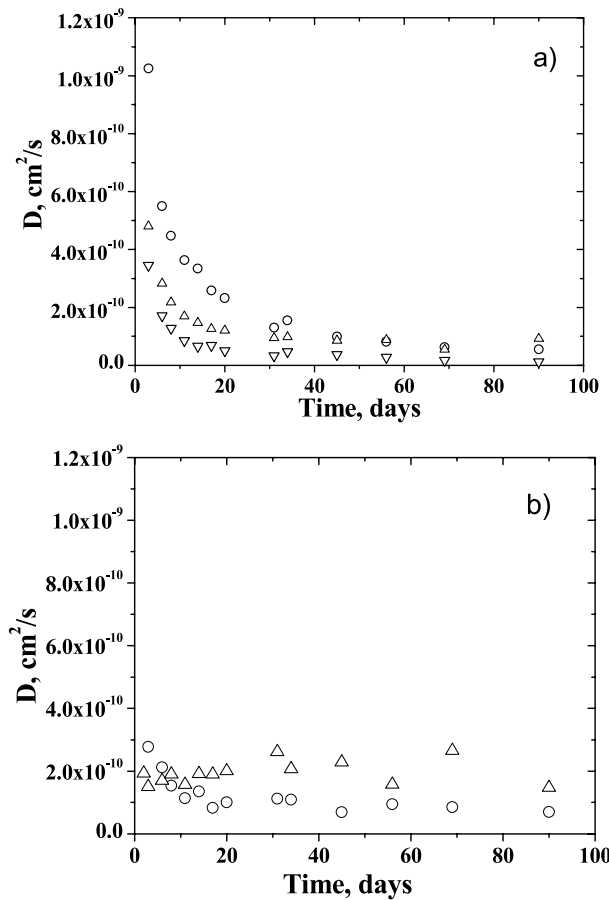 a)
1.2x10⁻⁹
1.0x10⁻⁹
8.0x10⁻¹⁰
6.0x10⁻¹⁰
4.0x10⁻¹⁰
2.0x10⁻¹⁰
0.0
D, cm²/s
0 20 40 60 80 100
Time, days
b)
1.2x10⁻⁹
1.0x10⁻⁹
8.0x10⁻¹⁰
6.0x10⁻¹⁰
4.0x10⁻¹⁰
2.0x10⁻¹⁰
0.0
D, cm²/s
0 20 40 60 80 100
Time, days